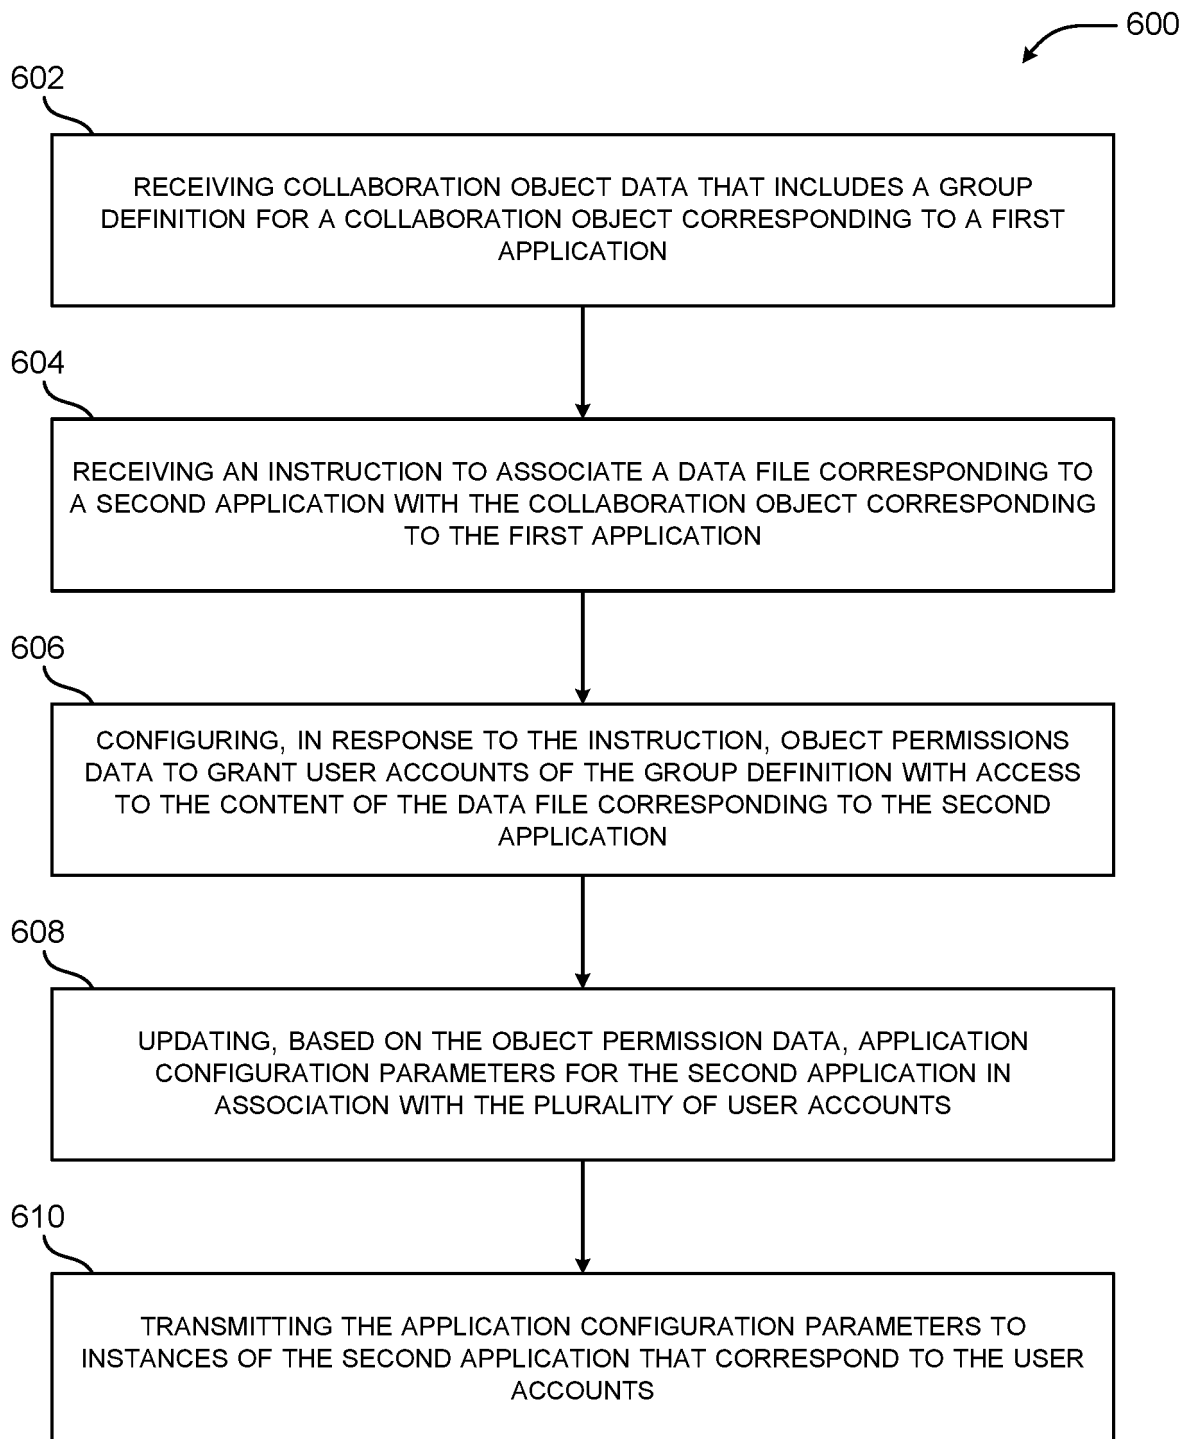 600
602
RECEIVING COLLABORATION OBJECT DATA THAT INCLUDES A GROUP
DEFINITION FOR A COLLABORATION OBJECT CORRESPONDING TO A FIRST
APPLICATION
604
RECEIVING AN INSTRUCTION TO ASSOCIATE A DATA FILE CORRESPONDING TO
A SECOND APPLICATION WITH THE COLLABORATION OBJECT CORRESPONDING
TO THE FIRST APPLICATION
606
CONFIGURING, IN RESPONSE TO THE INSTRUCTION, OBJECT PERMISSIONS
DATA TO GRANT USER ACCOUNTS OF THE GROUP DEFINITION WITH ACCESS
TO THE CONTENT OF THE DATA FILE CORRESPONDING TO THE SECOND
APPLICATION
608
UPDATING, BASED ON THE OBJECT PERMISSION DATA, APPLICATION
CONFIGURATION PARAMETERS FOR THE SECOND APPLICATION IN
ASSOCIATION WITH THE PLURALITY OF USER ACCOUNTS
610
TRANSMITTING THE APPLICATION CONFIGURATION PARAMETERS TO
INSTANCES OF THE SECOND APPLICATION THAT CORRESPOND TO THE USER
ACCOUNTS